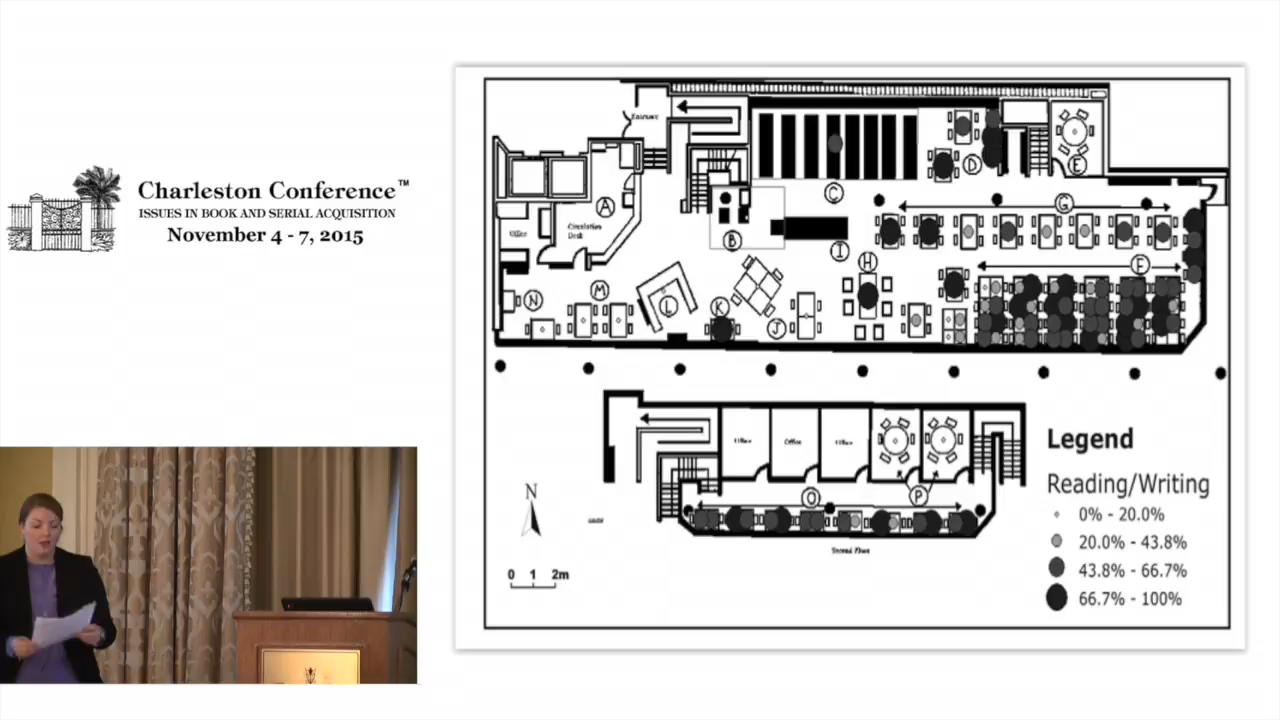 Charleston Conference™
ISSUES IN BOOK AND SERIAL ACQUISITION
November 4 - 7, 2015
Entrance
A
Circulation
Desk
Office
B
C
D
E
G
F
H
I
J
K
L
M
N
Office
Office
Office
O
P
Second Floor
N
0 1 2m
Legend
Reading/Writing
0% - 20.0%
20.0% - 43.8%
43.8% - 66.7%
66.7% - 100%